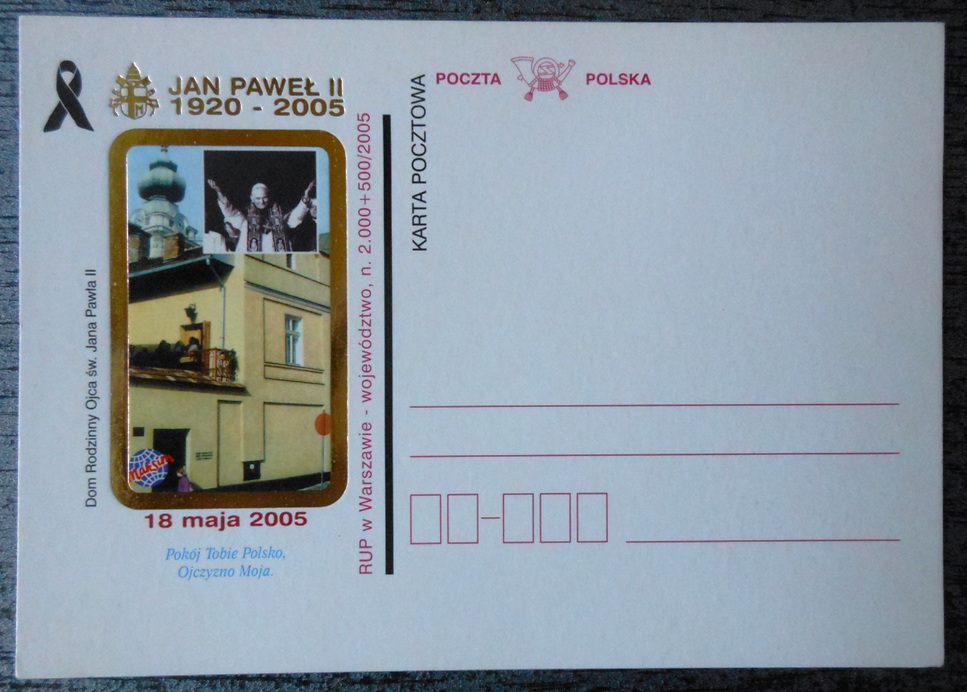 JAN PAWEŁ II
1920 - 2005
Dom Rodzinny Ojca św. Jana Pawła II
Maksim
18 maja 2005
Pokój Tobie Polsko,
Ojczyzno Moja.
RUP w Warszawie - województwo, n. 2.000+500/2005
KARTA POCZTOWA
POCZTA POLSKA